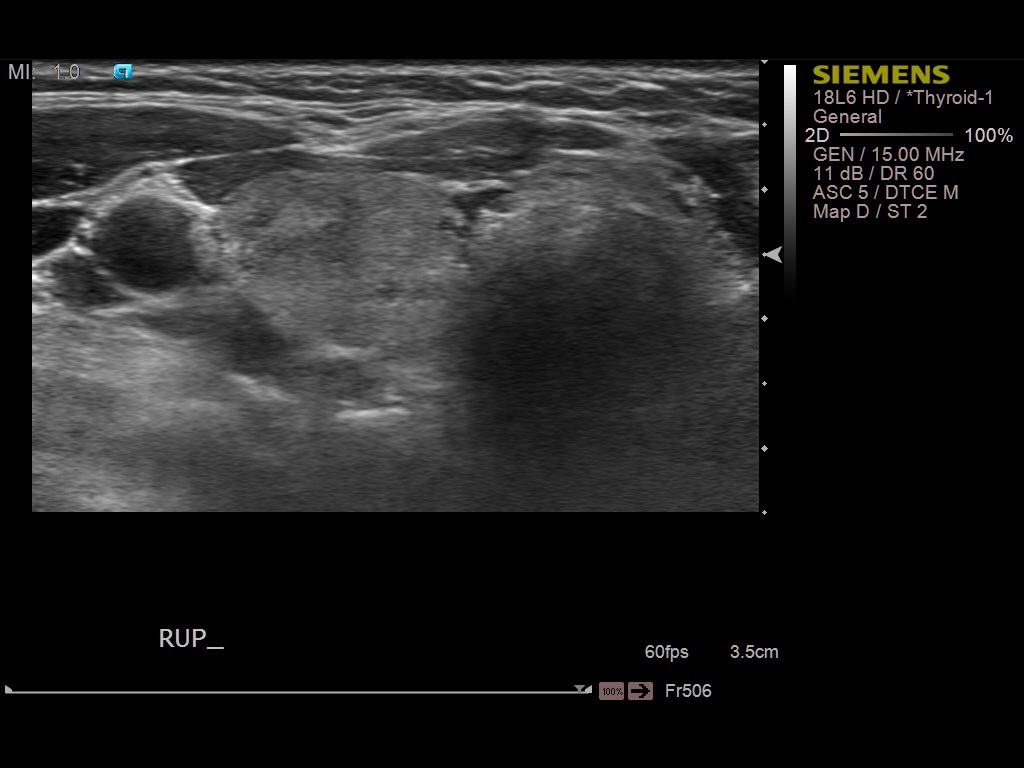 MI: 1.0
SIEMENS
18L6 HD / *Thyroid-1
General
2D 100%
GEN / 15.00 MHz
11 dB / DR 60
ASC 5 / DTCE M
Map D / ST 2
RUP_
60fps 3.5cm
100% Fr506